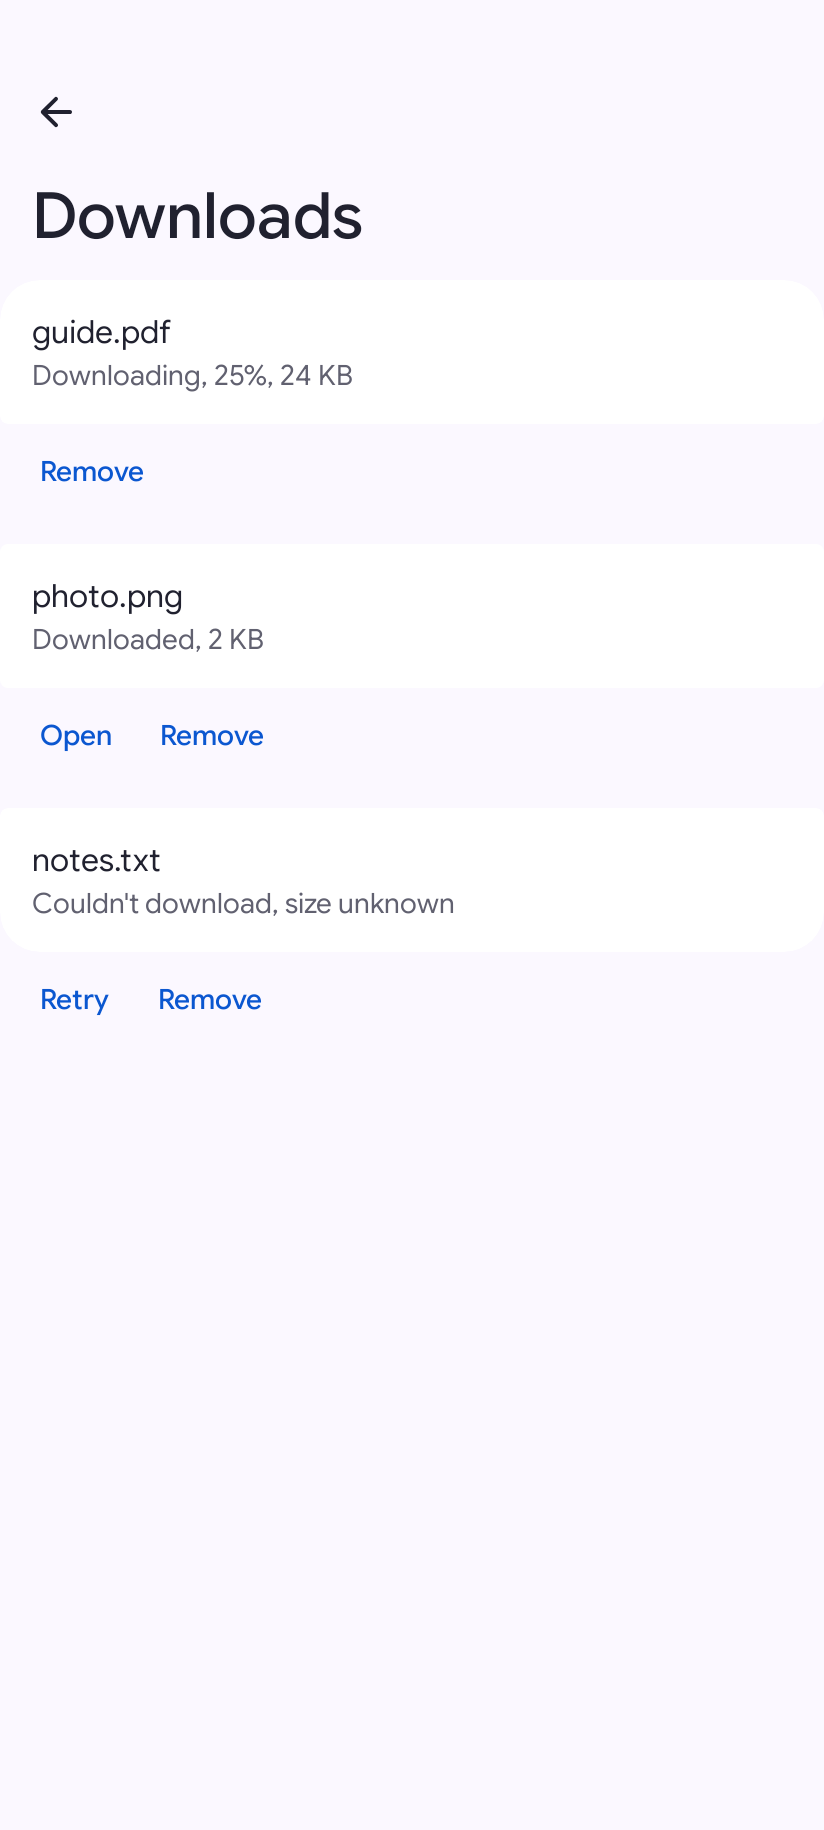 Downloads
guide.pdf
Downloading, 25%, 24 KB
Remove
photo.png
Downloaded, 2 KB
Open Remove
notes.txt
Couldn't download, size unknown
Retry Remove